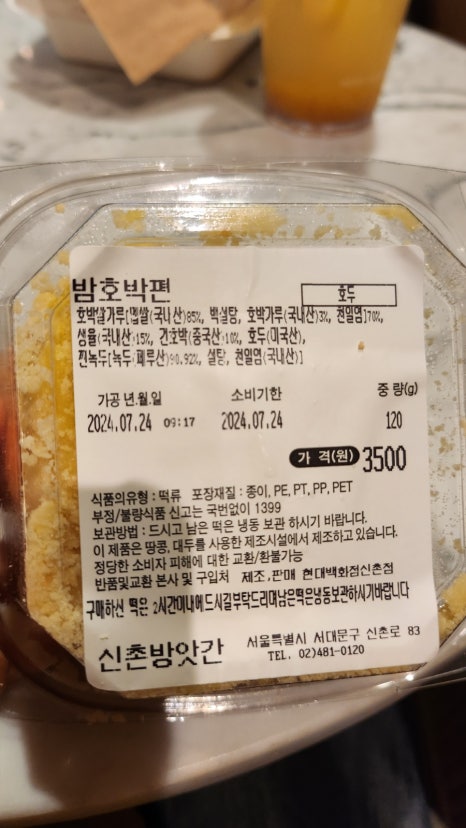 밤호박편
호두
호박쌀가루[멥쌀(국내산)85%, 백설탕, 호박가루(국내산)3%, 천일염]70%,
생율(국내산)15%, 건호박(중국산)10%, 호두(미국산),
찐녹두[녹두(페루산)90.92%, 설탕, 천일염(국내산)]
가공 년.월.일 소비기한 중 량(g)
2024.07.24 09:17 2024.07.24 120
가 격(원) 3500
식품의유형 : 떡류 포장재질 : 종이, PE, PT, PP, PET
부정/불량식품 신고는 국번없이 1399
보관방법 : 드시고 남은 떡은 냉동 보관 하시기 바랍니다.
이 제품은 땅콩, 대두를 사용한 제조시설에서 제조하고 있습니다.
정당한 소비자 피해에 대한 교환/환불가능
반품및교환 본사 및 구입처 제조,판매 현대백화점신촌점
구매하신 떡은 2시간이내에드시길부탁드리며남은떡은냉동보관하시기바랍니다
신촌방앗간
서울특별시 서대문구 신촌로 83
TEL. 02)481-0120